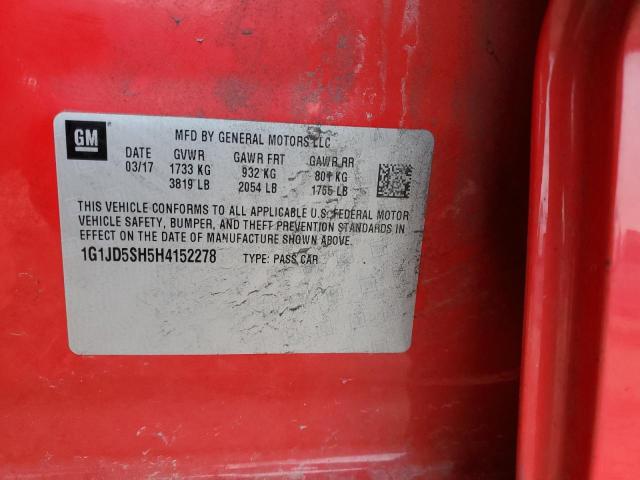 GM
MFD BY GENERAL MOTORS LLC
DATE GVWR GAWR FRT GAWR RR
03/17 1733 KG 932 KG 801 KG
3819 LB 2054 LB 1765 LB
THIS VEHICLE CONFORMS TO ALL APPLICABLE U.S. FEDERAL MOTOR
VEHICLE SAFETY, BUMPER, AND THEFT PREVENTION STANDARDS IN
EFFECT ON THE DATE OF MANUFACTURE SHOWN ABOVE.
1G1JD5SH5H4152278 TYPE: PASS CAR